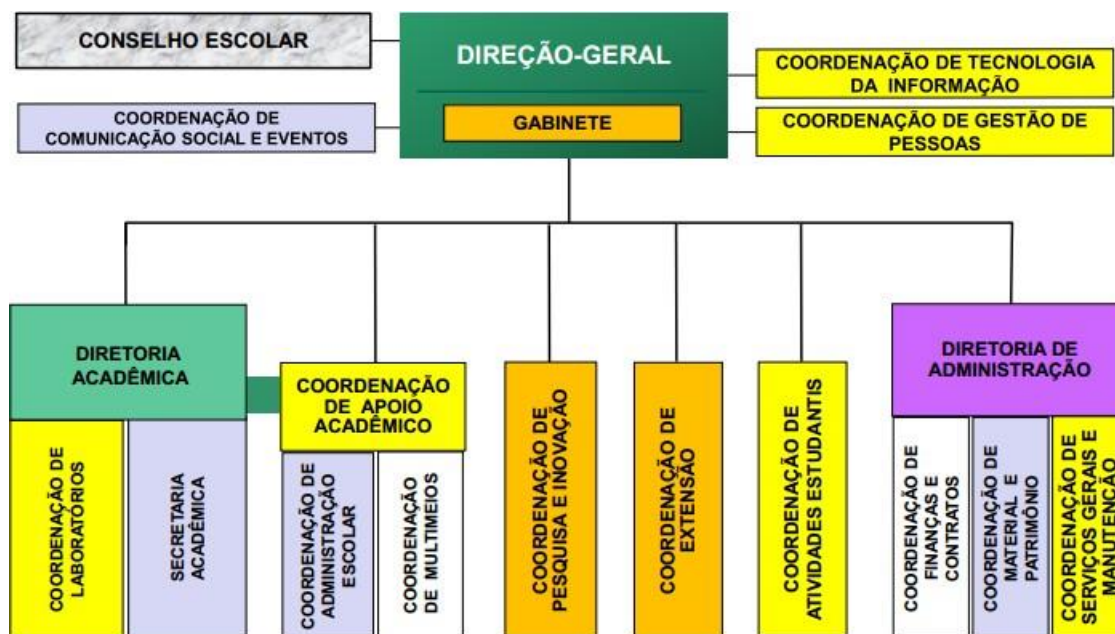 CONSELHO ESCOLAR
DIREÇÃO-GERAL
GABINETE
COORDENAÇÃO DE
COMUNICAÇÃO SOCIAL E EVENTOS
COORDENAÇÃO DE TECNOLOGIA
DA INFORMAÇÃO
COORDENAÇÃO DE GESTÃO DE
PESSOAS
DIRETORIA
ACADÊMICA
COORDENAÇÃO DE
LABORATÓRIOS
SECRETARIA
ACADÊMICA
COORDENAÇÃO
DE APOIO
ACADÊMICO
COORDENAÇÃO DE
ADMINISTRAÇÃO
ESCOLAR
COORDENAÇÃO
DE MULTIMEIOS
COORDENAÇÃO DE
PESQUISA E INOVAÇÃO
COORDENAÇÃO DE
EXTENSÃO
COORDENAÇÃO DE
ATIVIDADES ESTUDANTIS
DIRETORIA DE
ADMINISTRAÇÃO
COORDENAÇÃO DE
FINANÇAS E
CONTRATOS
COORDENAÇÃO DE
MATERIAL E
PATRIMÔNIO
COORDENAÇÃO DE
SERVIÇOS GERAIS E
MANUTENÇÃO